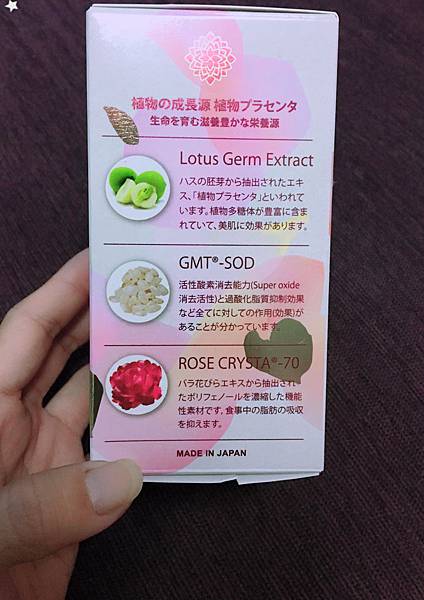 植物の成長源 植物プラセンタ
生命を育む滋養豊かな栄養源
Lotus Germ Extract
ハスの胚芽から抽出されたエキ
ス、「植物プラセンタ」といわれて
います。植物多糖体が豊富に含ま
れていて、美肌に効果があります。
GMT®-SOD
活性酸素消去能力(Super oxide
消去活性)と過酸化脂質抑制効果
など全てに対しての作用(効果)が
あることが分かっています。
ROSE CRYSTA®-70
バラ花びらエキスから抽出され
たポリフェノールを濃縮した機能
性素材です。食事中の脂肪の吸収
を抑えます。
MADE IN JAPAN